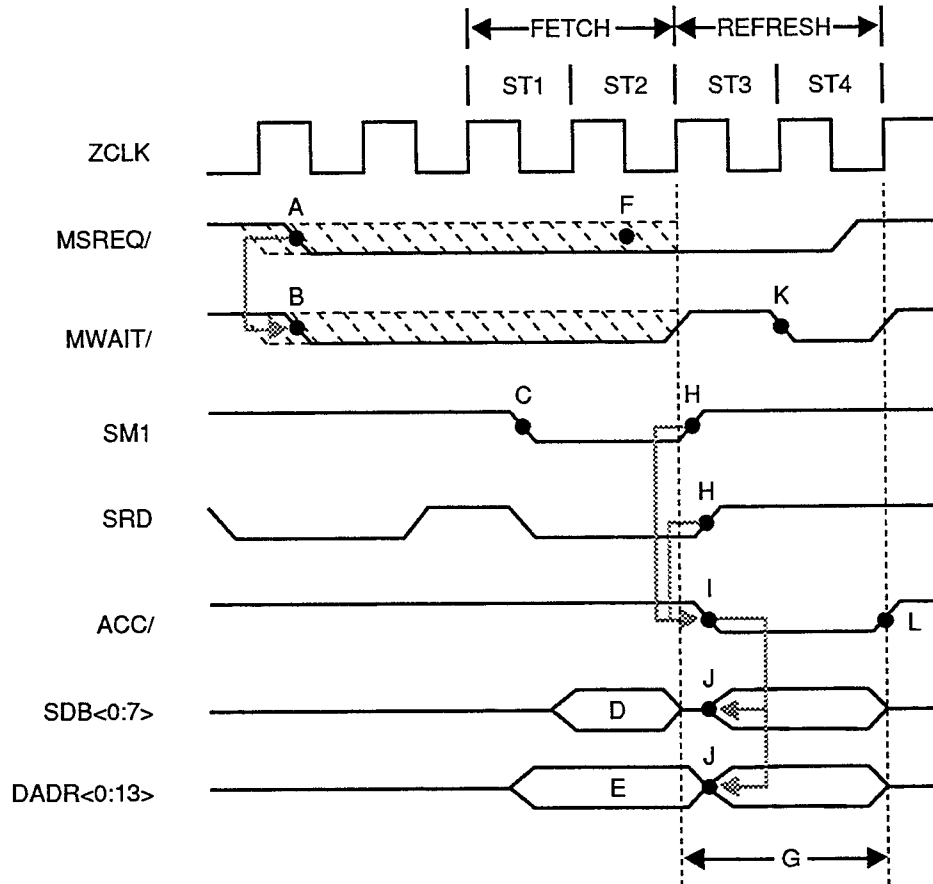 FETCH REFRESH
ST1 ST2 ST3 ST4
ZCLK
A F
MSREQ/
B K
MWAIT/
C H
SM1
H
SRD
I
ACC/ L
J
SDB<0:7> D
J
DADR<0:13> E
G